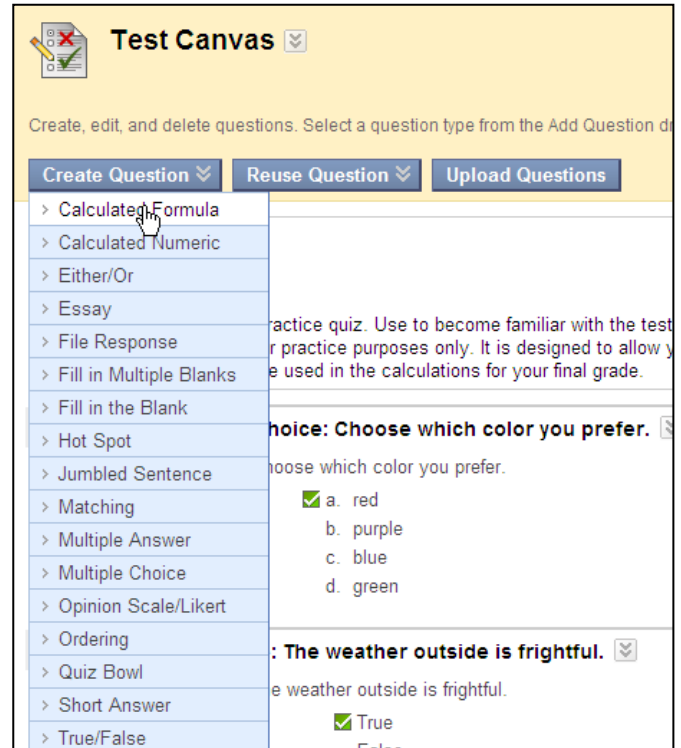 Test Canvas
Create, edit, and delete questions. Select a question type from the Add Question
Create Question
Reuse Question
Upload Questions
Calculated Formula
Calculated Numeric
Either/Or
Essay
File Response
Fill in Multiple Blanks
Fill in the Blank
Hot Spot
Jumbled Sentence
Matching
Multiple Answer
Multiple Choice
Opinion Scale/Likert
Ordering
Quiz Bowl
Short Answer
True/False
ractice quiz. Use to become familiar with the test
r practice purposes only. It is designed to allow
e used in the calculations for your final grade.
hoice: Choose which color you prefer.
hoose which color you prefer.
a. red
b. purple
c. blue
d. green
: The weather outside is frightful.
e weather outside is frightful.
True
False